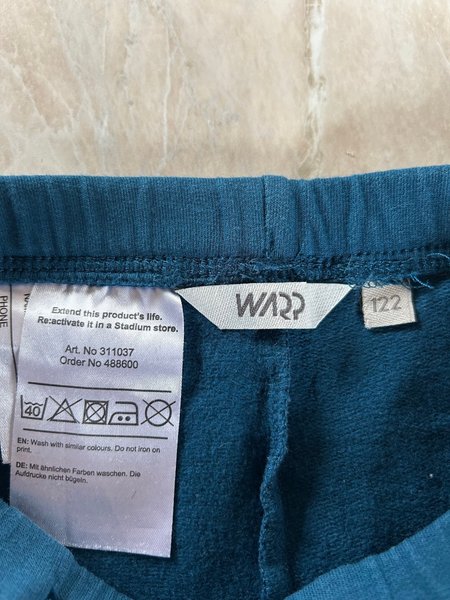 Extend this product's life.
Re:activate it in a Stadium store.
Art. No 311037
Order No 488600
40
EN: Wash with similar colours. Do not iron on
print.
DE: Mit ähnlichen Farben waschen. Die
Aufdrucke nicht bügeln.
PHONE
WARP
122